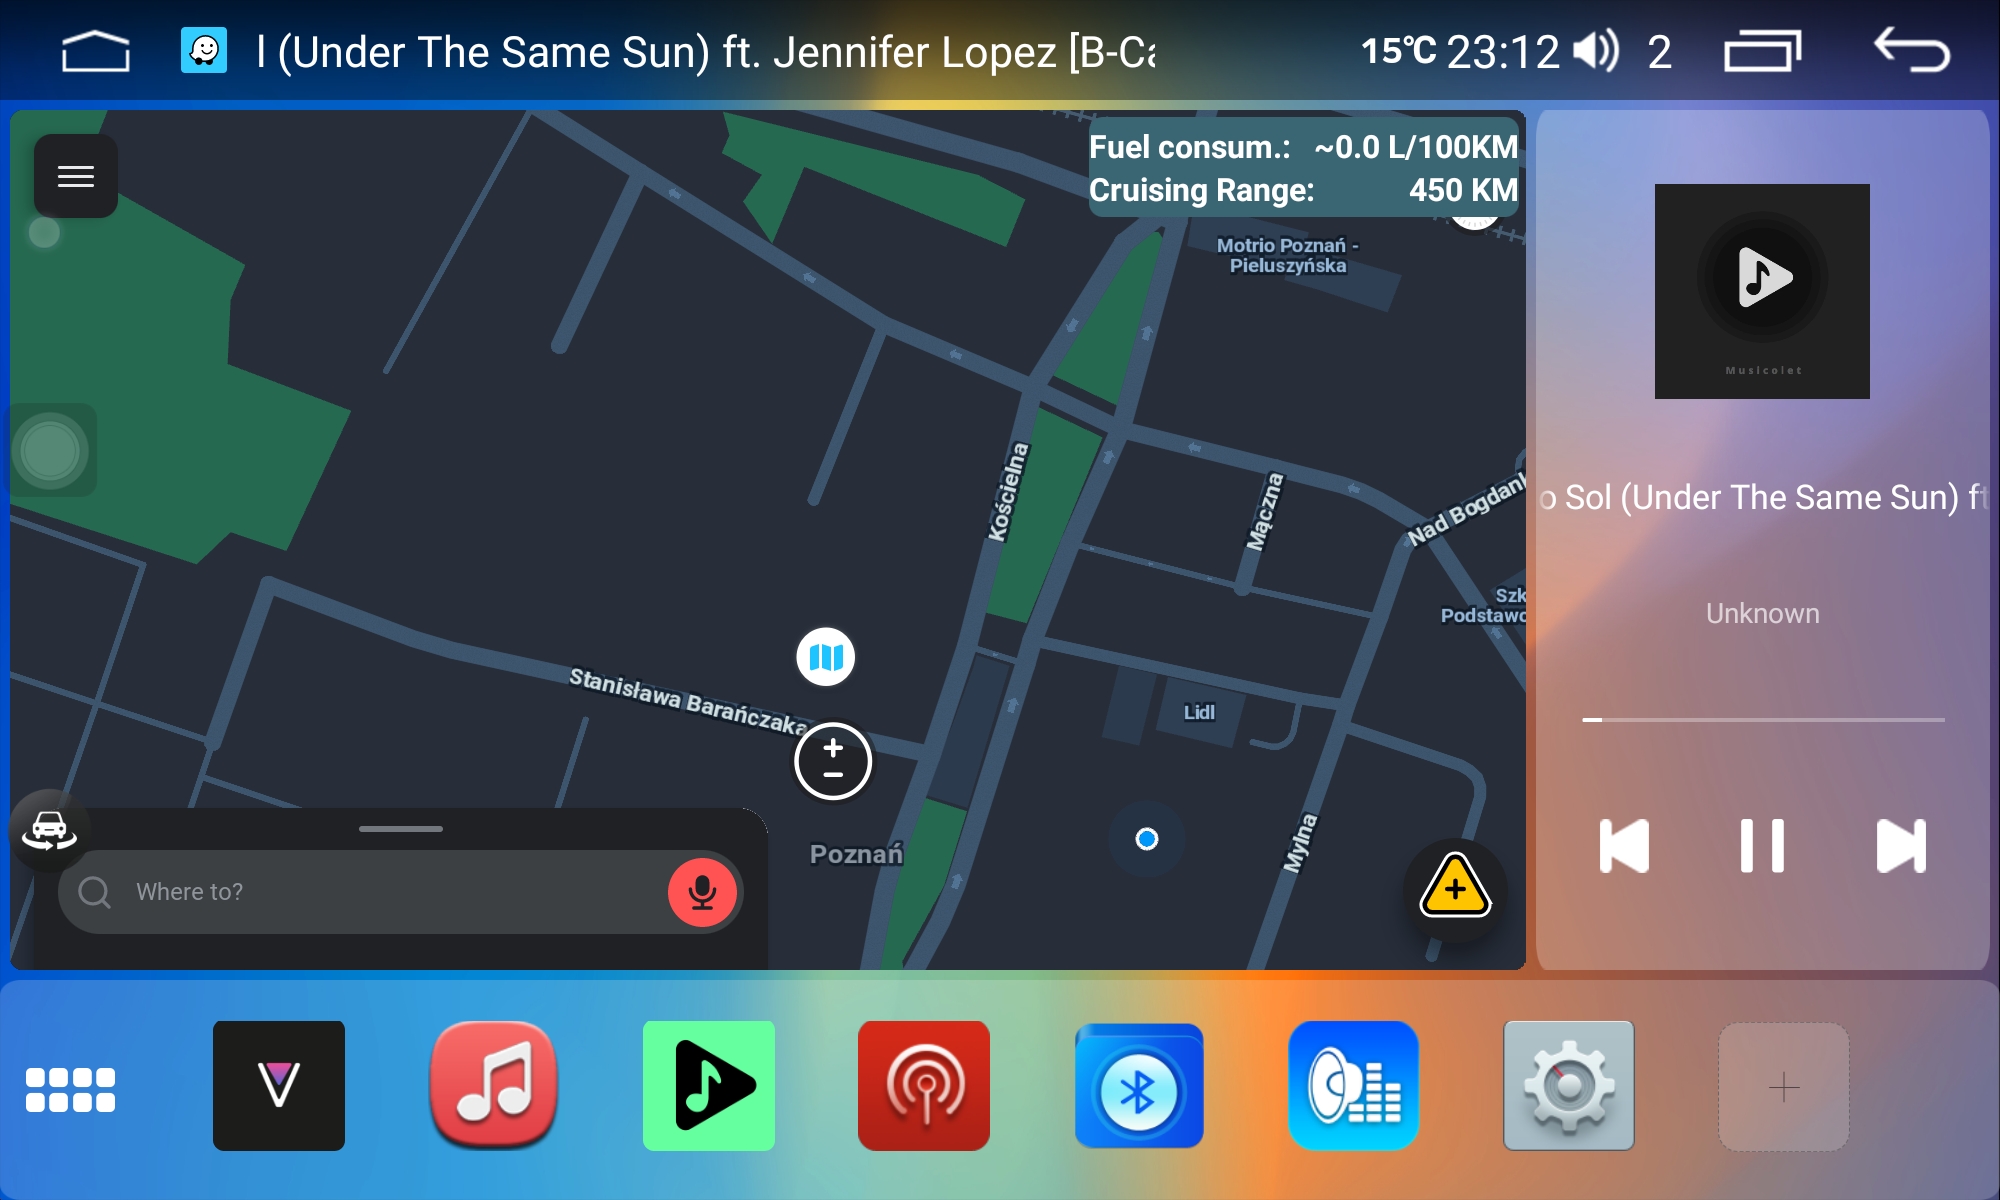 l (Under The Same Sun) ft. Jennifer Lopez [B-Ca
15°C 23:12 2
Fuel consum.: ~0.0 L/100KM
Cruising Range: 450 KM
Motrio Poznań -
Pieluszyńska
Musicolet
Kościelna
Mączna
Nad Bogdank
o Sol (Under The Same Sun) ft
Szk
Podstawo
Unknown
Stanisława Barańczaka
Lidl
Mylna
Poznań
Where to?